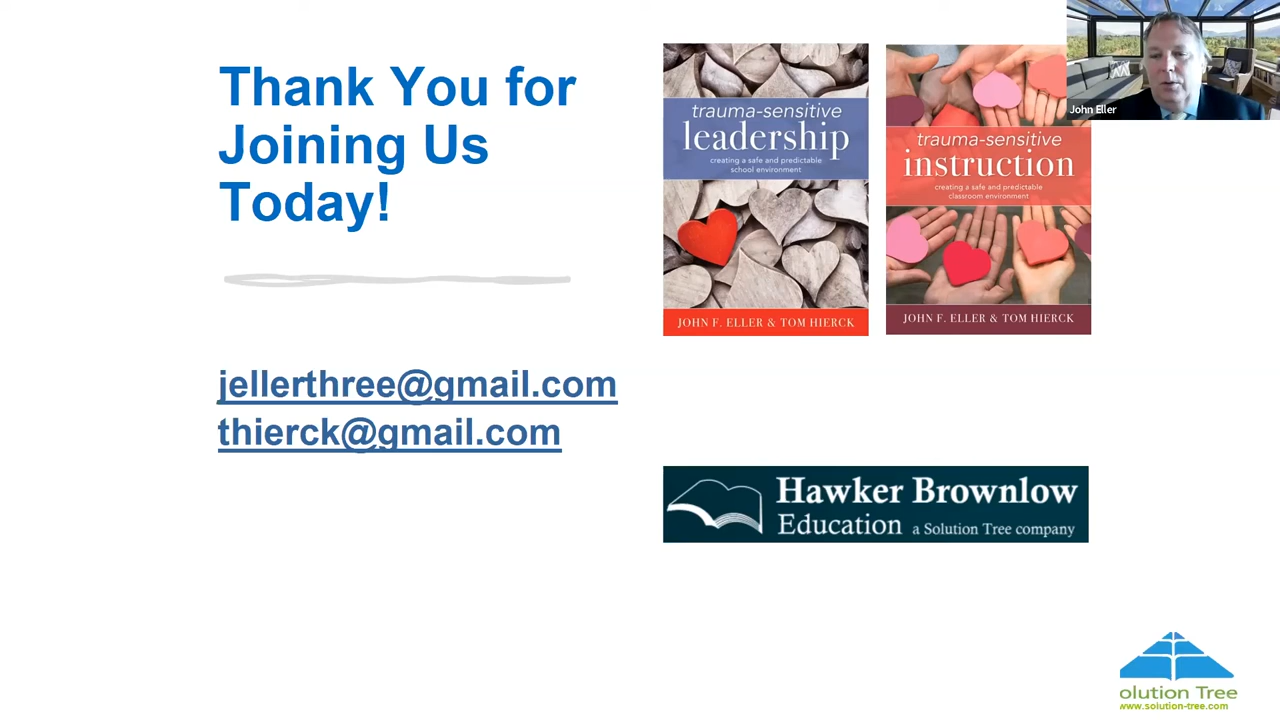 Thank You for
Joining Us
Today!
jellerthree@gmail.com
thierck@gmail.com
trauma-sensitive
leadership
creating a safe and predictable
school environment
JOHN F. ELLER & TOM HIERCK
trauma-sensitive
instruction
creating a safe and predictable
classroom environment
JOHN F. ELLER & TOM HIERCK
John Eller
Hawker Brownlow
Education a Solution Tree company
olution Tree
www.solution-tree.com